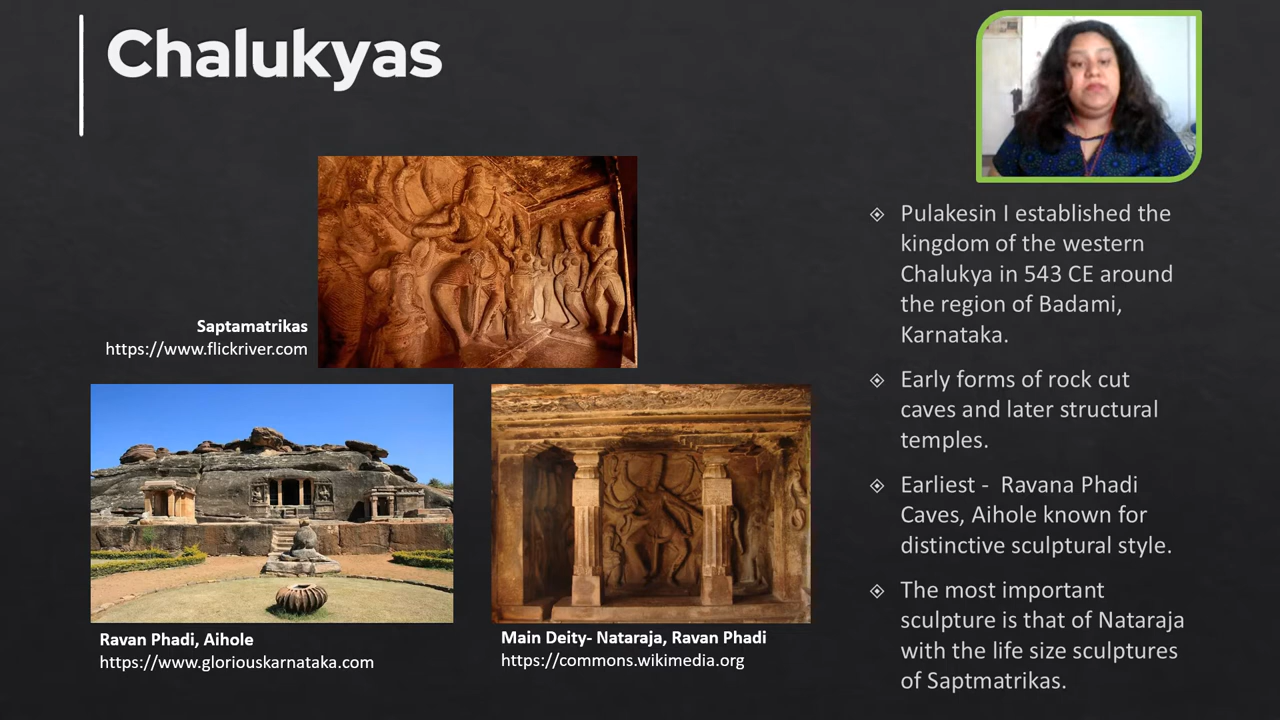 Chalukyas
Saptamatrikas
https://www.flickriver.com
Ravan Phadi, Aihole
https://www.gloriouskarnataka.com
Main Deity- Nataraja, Ravan Phadi
https://commons.wikimedia.org
Pulakesin I established the
kingdom of the western
Chalukya in 543 CE around
the region of Badami,
Karnataka.
Early forms of rock cut
caves and later structural
temples.
Earliest -  Ravana Phadi
Caves, Aihole known for
distinctive sculptural style.
The most important
sculpture is that of Nataraja
with the life size sculptures
of Saptmatrikas.